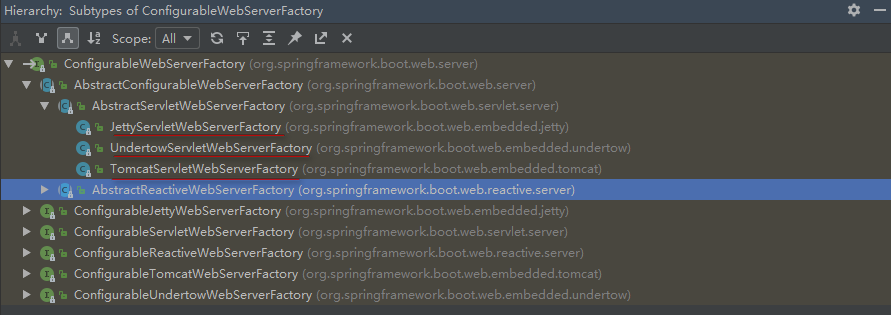 Hierarchy: Subtypes of ConfigurableWebServerFactory
Scope: All
ConfigurableWebServerFactory (org.springframework.boot.web.server)
AbstractConfigurableWebServerFactory (org.springframework.boot.web.server)
AbstractServletWebServerFactory (org.springframework.boot.web.servlet.server)
JettyServletWebServerFactory (org.springframework.boot.web.embedded.jetty)
UndertowServletWebServerFactory (org.springframework.boot.web.embedded.undertow)
TomcatServletWebServerFactory (org.springframework.boot.web.embedded.tomcat)
AbstractReactiveWebServerFactory (org.springframework.boot.web.reactive.server)
ConfigurableJettyWebServerFactory (org.springframework.boot.web.embedded.jetty)
ConfigurableServletWebServerFactory (org.springframework.boot.web.servlet.server)
ConfigurableReactiveWebServerFactory (org.springframework.boot.web.reactive.server)
ConfigurableTomcatWebServerFactory (org.springframework.boot.web.embedded.tomcat)
ConfigurableUndertowWebServerFactory (org.springframework.boot.web.embedded.undertow)